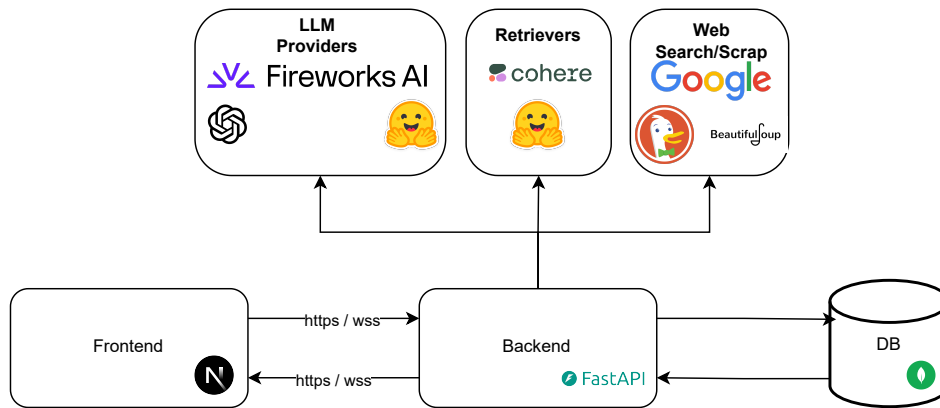 LLM
Providers
Fireworks AI
Retrievers
cohere
Web
Search/Scrap
Google
BeautifulSoup
Frontend
N
https / wss
https / wss
Backend
FastAPI
DB